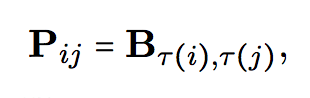 𝐏_{ij} = 𝐁_{τ(i),τ(j)},